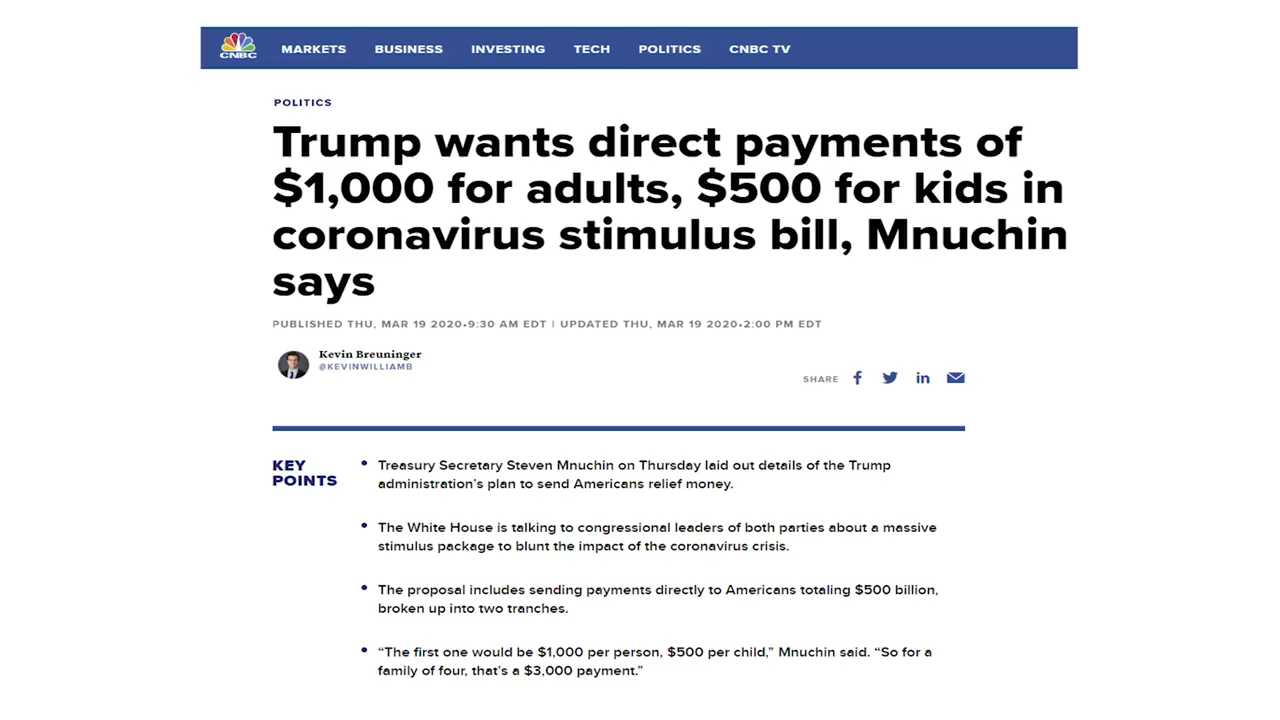 CNBC MARKETS BUSINESS INVESTING TECH POLITICS CNBC TV
POLITICS
Trump wants direct payments of
$1,000 for adults, $500 for kids in
coronavirus stimulus bill, Mnuchin
says
PUBLISHED THU, MAR 19 2020•9:30 AM EDT | UPDATED THU, MAR 19 2020•2:00 PM EDT
Kevin Breuninger
@KEVINWILLIAMB
SHARE
KEY
POINTS
• Treasury Secretary Steven Mnuchin on Thursday laid out details of the Trump
administration’s plan to send Americans relief money.
• The White House is talking to congressional leaders of both parties about a massive
stimulus package to blunt the impact of the coronavirus crisis.
• The proposal includes sending payments directly to Americans totaling $500 billion,
broken up into two tranches.
• “The first one would be $1,000 per person, $500 per child,” Mnuchin said. “So for a
family of four, that’s a $3,000 payment.”